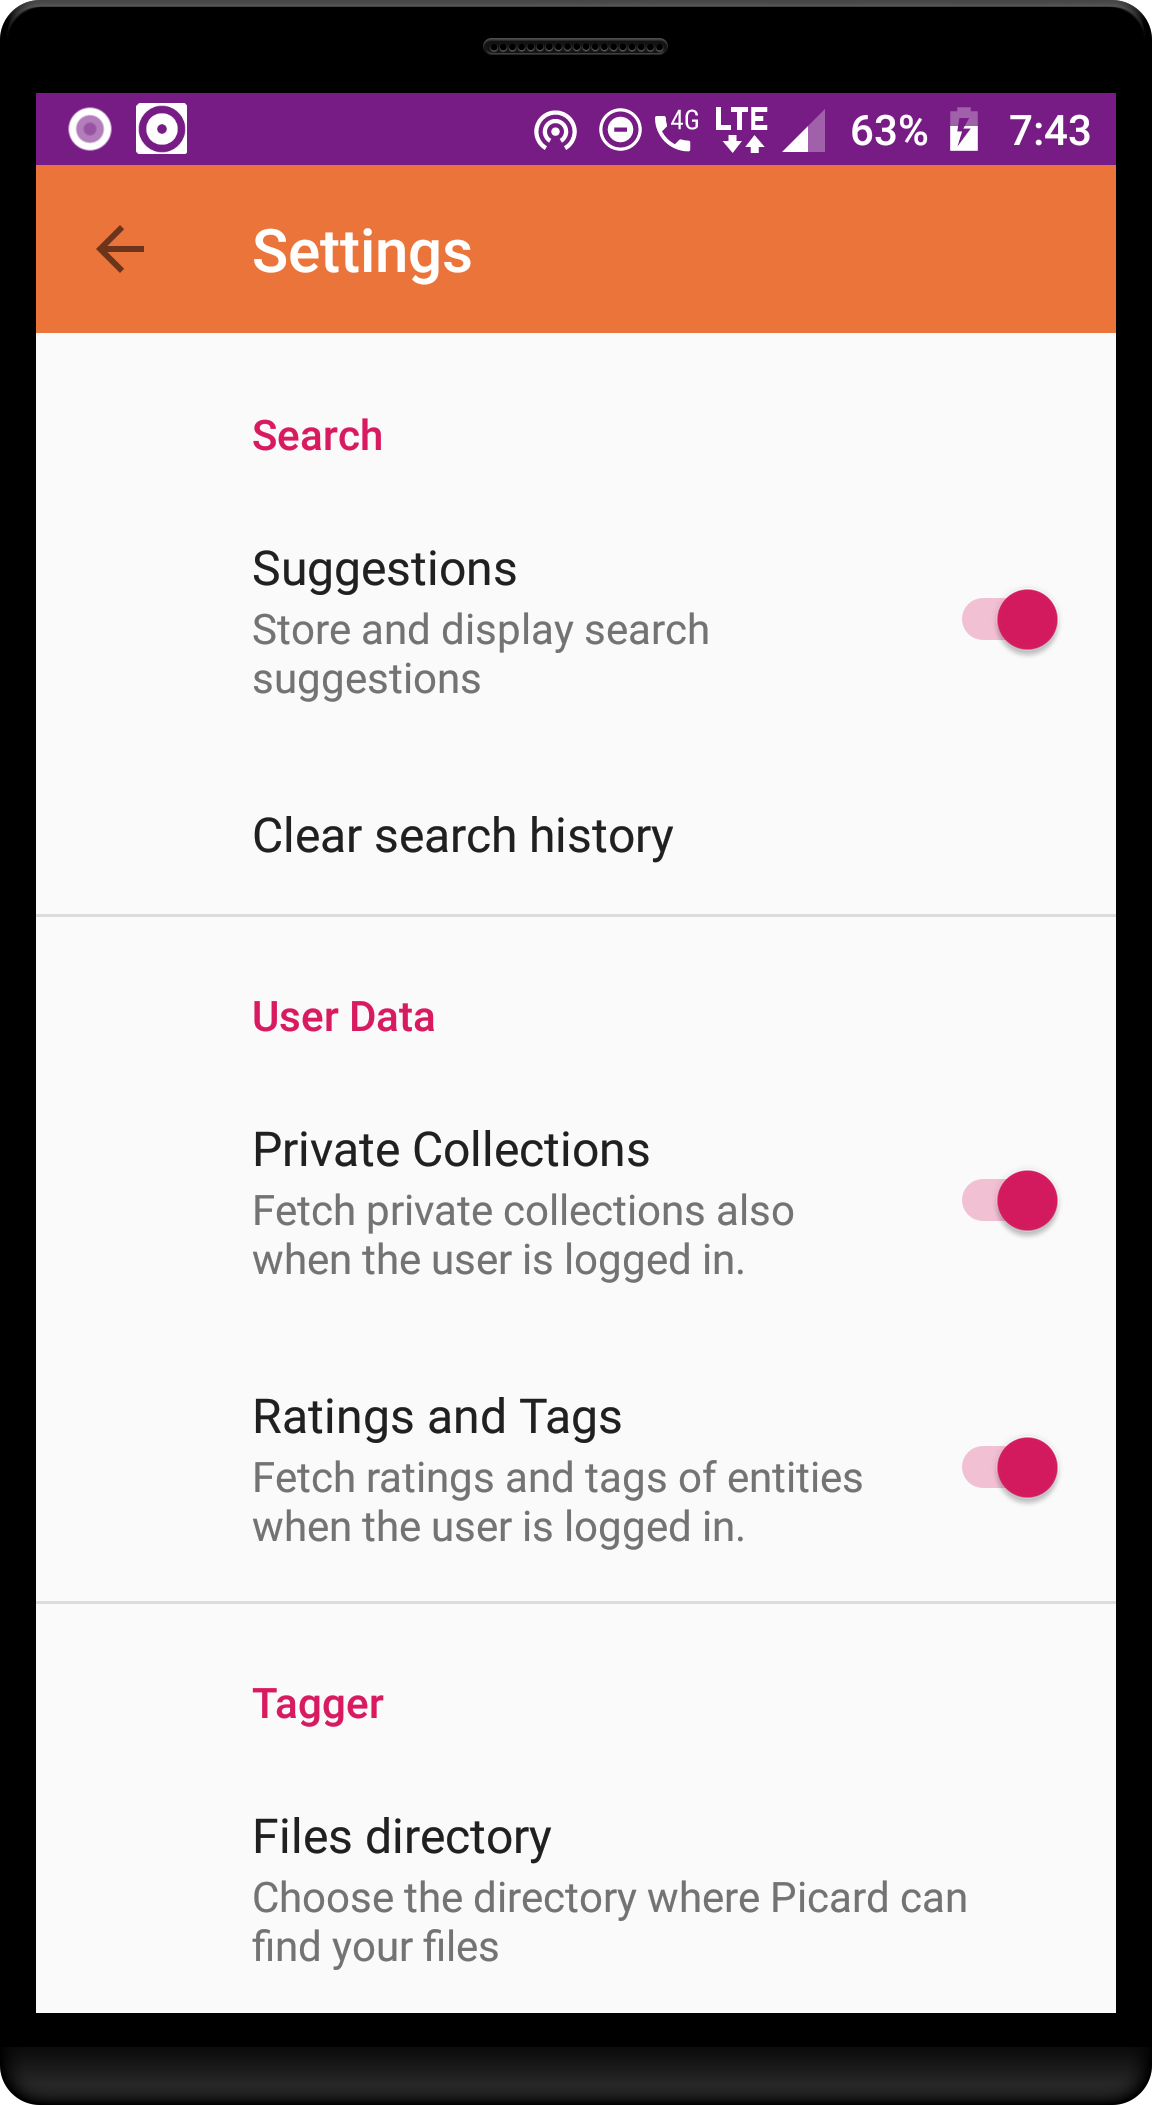 4G LTE 63% 7:43
Settings
Search
Suggestions
Store and display search
suggestions
Clear search history
User Data
Private Collections
Fetch private collections also
when the user is logged in.
Ratings and Tags
Fetch ratings and tags of entities
when the user is logged in.
Tagger
Files directory
Choose the directory where Picard can
find your files